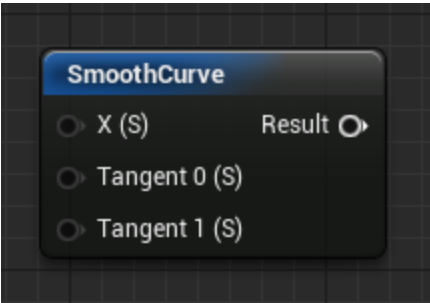 SmoothCurve
X (S) Result
Tangent 0 (S)
Tangent 1 (S)